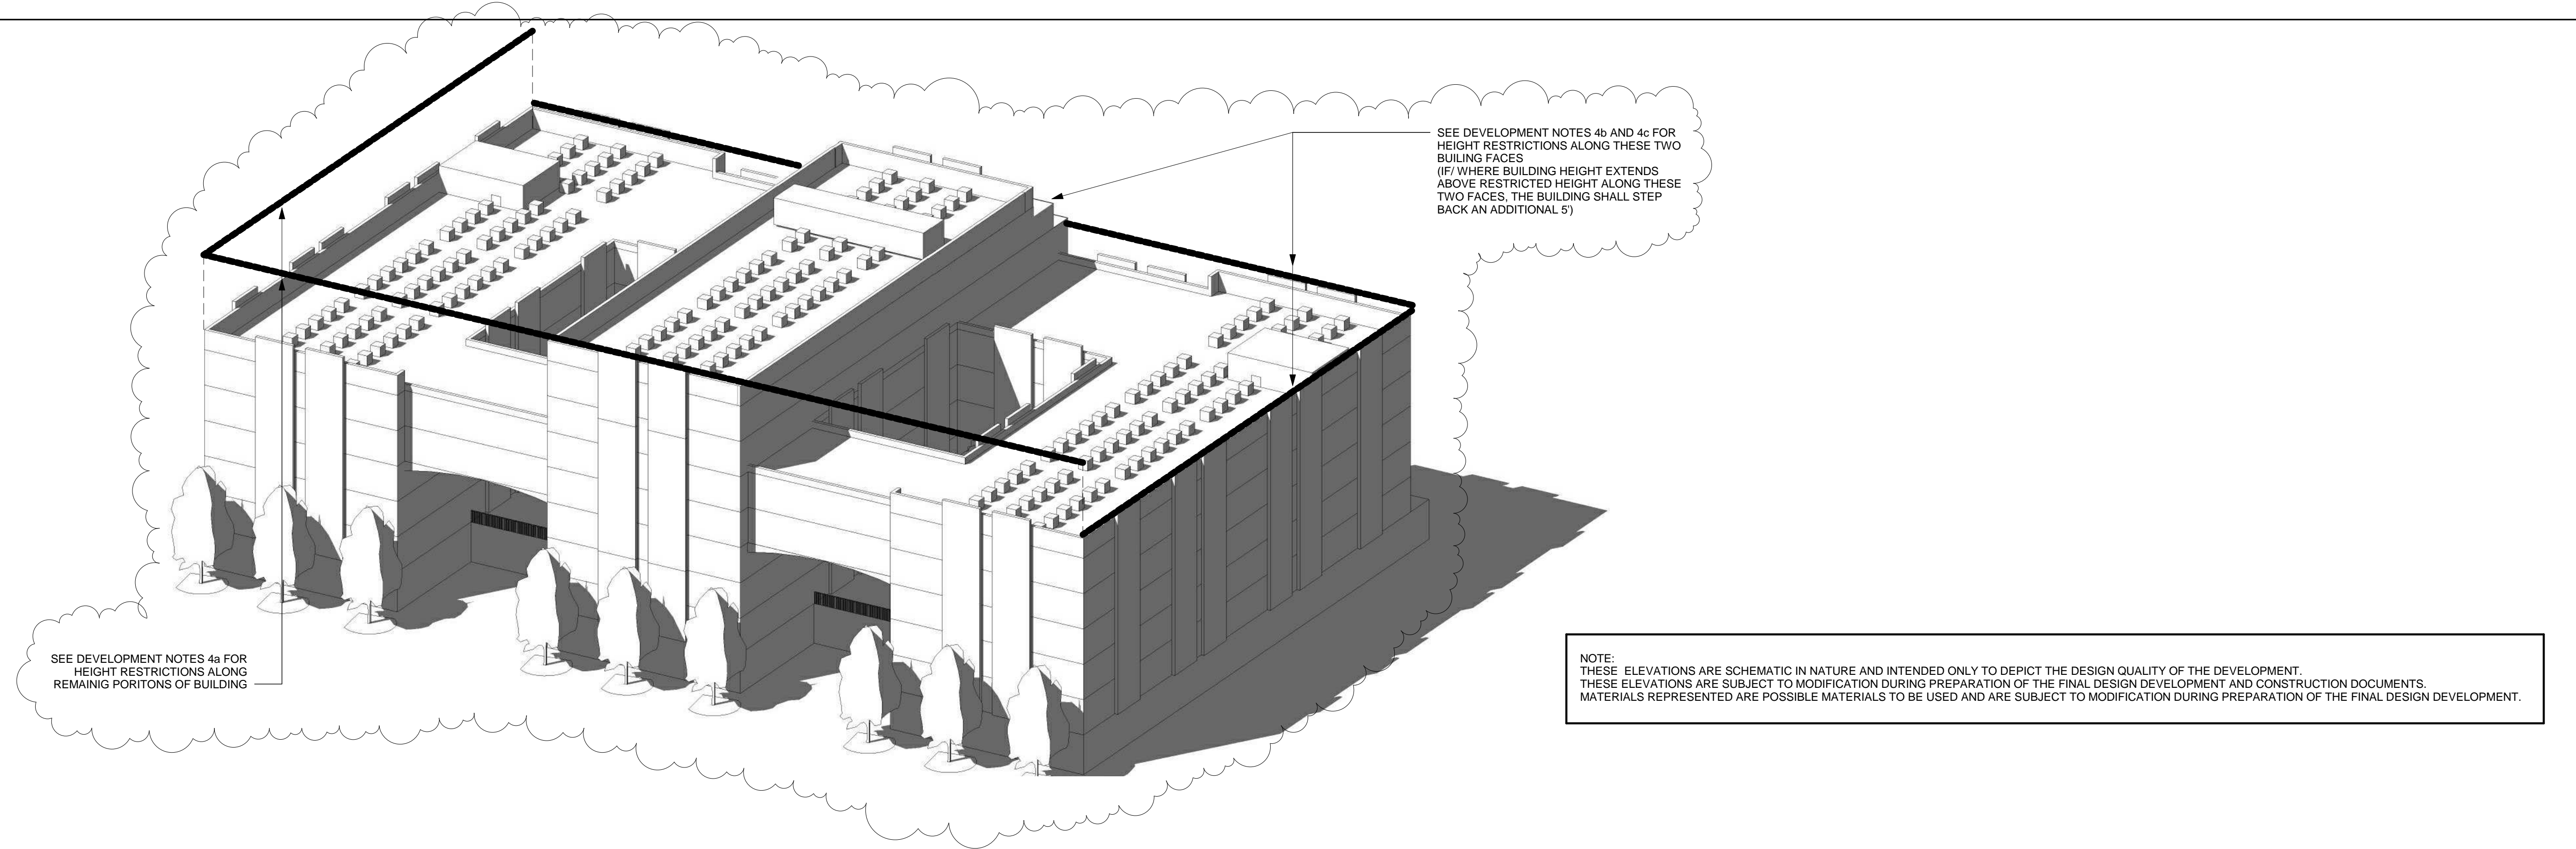 SEE DEVELOPMENT NOTES 4b AND 4c FOR
HEIGHT RESTRICTIONS ALONG THESE TWO
BUILING FACES
(IF/ WHERE BUILDING HEIGHT EXTENDS
ABOVE RESTRICTED HEIGHT ALONG THESE
TWO FACES, THE BUILDING SHALL STEP
BACK AN ADDITIONAL 5')
SEE DEVELOPMENT NOTES 4a FOR
HEIGHT RESTRICTIONS ALONG
REMAINIG PORITONS OF BUILDING
NOTE:
THESE ELEVATIONS ARE SCHEMATIC IN NATURE AND INTENDED ONLY TO DEPICT THE DESIGN QUALITY OF THE DEVELOPMENT.
THESE ELEVATIONS ARE SUBJECT TO MODIFICATION DURING PREPARATION OF THE FINAL DESIGN DEVELOPMENT AND CONSTRUCTION DOCUMENTS.
MATERIALS REPRESENTED ARE POSSIBLE MATERIALS TO BE USED AND ARE SUBJECT TO MODIFICATION DURING PREPARATION OF THE FINAL DESIGN DEVELOPMENT.